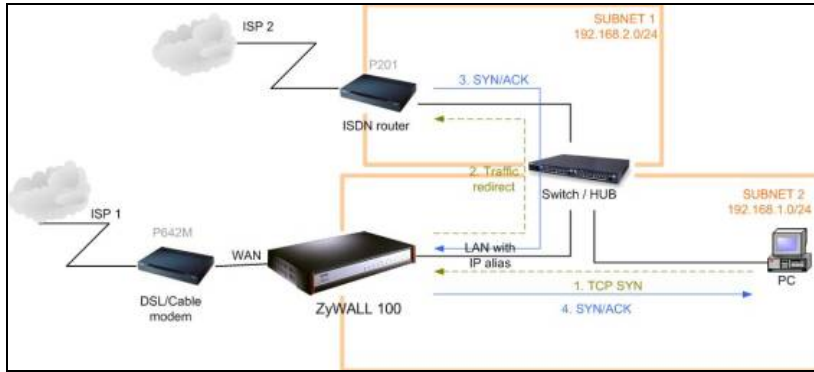 ISP 2
SUBNET 1
192.168.2.0/24
P201
3. SYN/ACK
ISDN router
2. Traffic
redirect
Switch / HUB
SUBNET 2
192.168.1.0/24
ISP 1
P642M
WAN
LAN with
IP alias
PC
DSL/Cable
modem
1. TCP SYN
ZyWALL 100
4. SYN/ACK